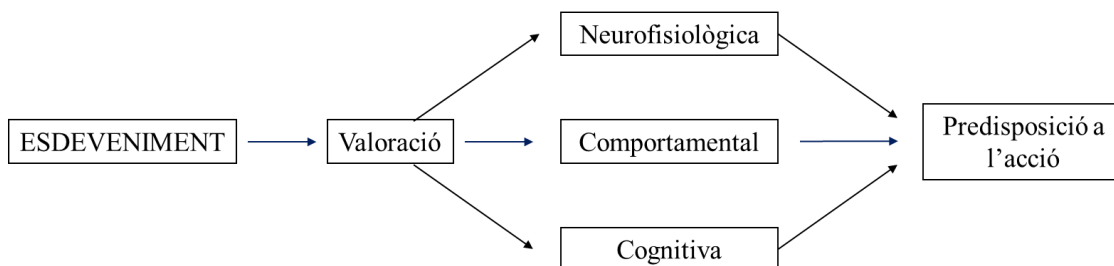 Neurofisiològica
ESDEVENIMENT
Valoració
Comportamental
Predisposició a
l’acció
Cognitiva